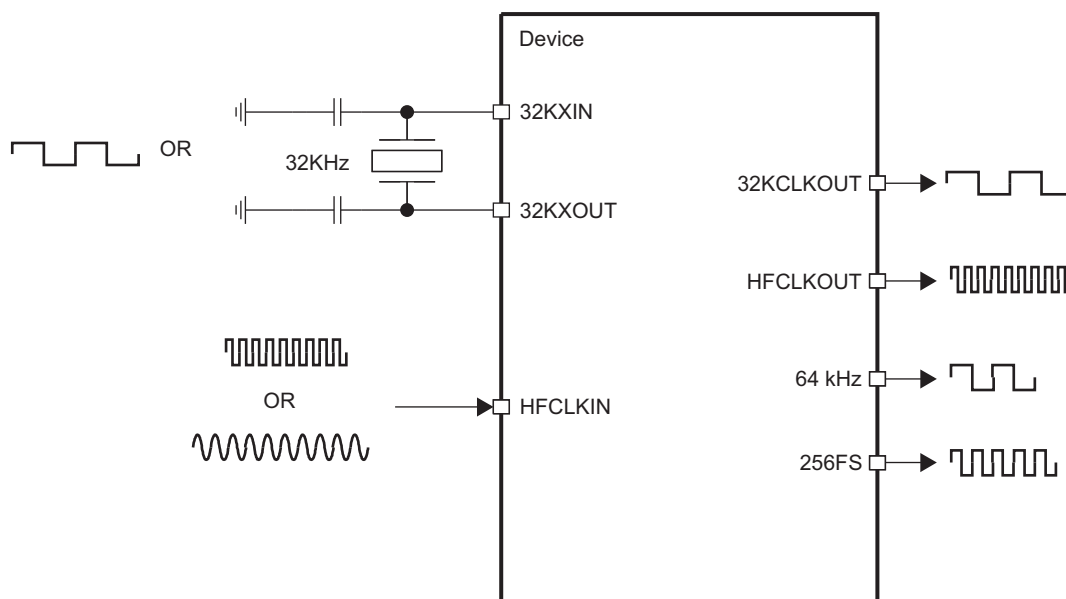 Device
32KXIN
OR
32KHz
32KXOUT
32KCLKOUT
HFCLKOUT
64 kHz
OR
HFCLKIN
256FS